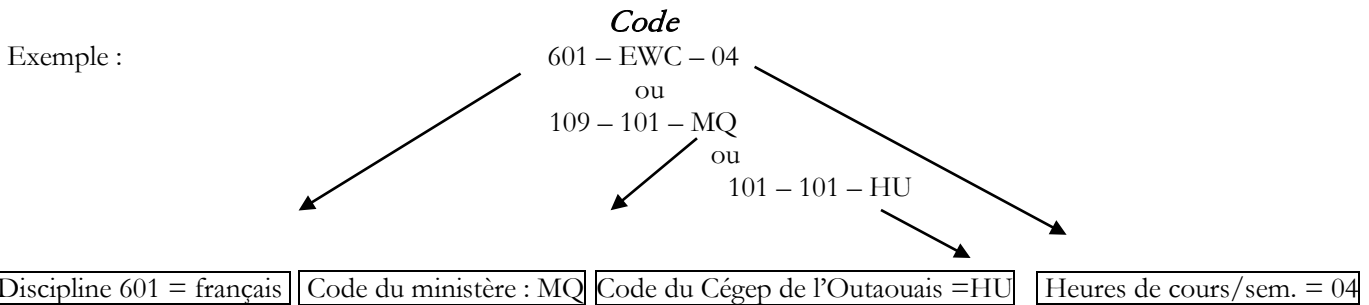 Code
Exemple : 601 – EWC – 04
ou
109 – 101 – MQ
ou
101 – 101 – HU
Discipline 601 = français Code du ministère : MQ Code du Cégep de l’Outaouais =HU Heures de cours/sem. = 04